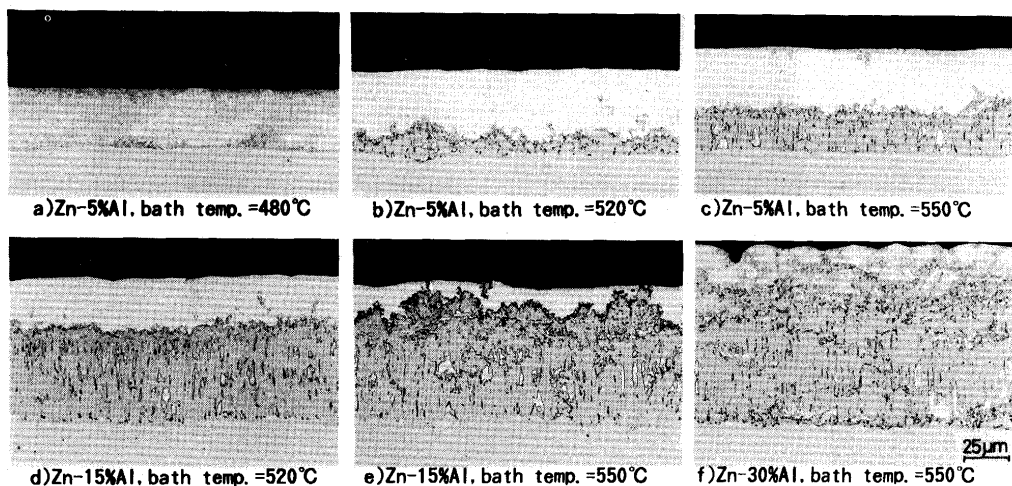 a)Zn-5%Al, bath temp. =480℃
b)Zn-5%Al, bath temp. =520℃
c)Zn-5%Al, bath temp. =550℃
d)Zn-15%Al, bath temp. =520℃
e)Zn-15%Al, bath temp. =550℃
f)Zn-30%Al, bath temp. =550℃
25μm